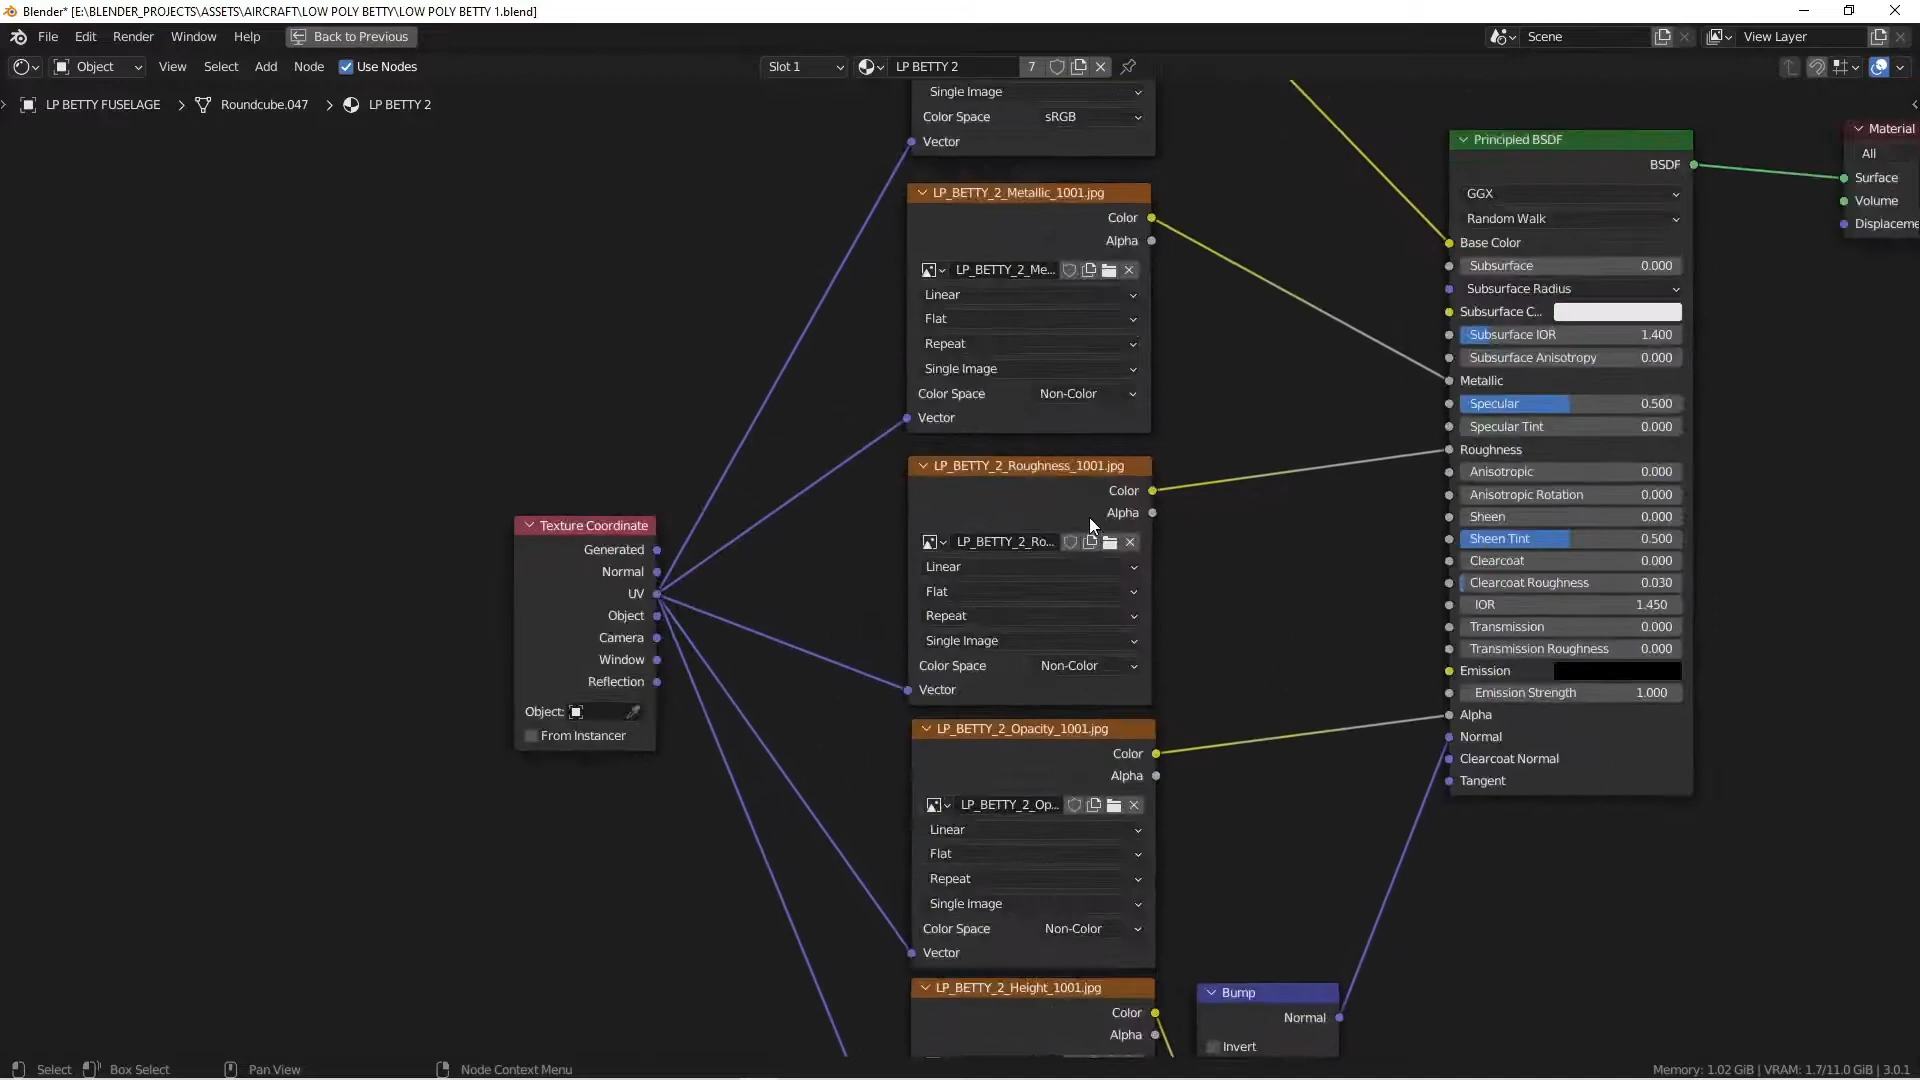 Blender* [E:\BLENDER_PROJECTS\ASSETS\AIRCRAFT\LOW POLY BETTY\LOW POLY BETTY 1.blend]
File Edit Render Window Help Back to Previous Scene View Layer
Object View Select Add Node Use Nodes Slot 1 LP BETTY 2 7
LP BETTY FUSELAGE > Roundcube.047 > LP BETTY 2
Single Image
Color Space sRGB
Vector
LP_BETTY_2_Metallic_1001.jpg
Color
Alpha
LP_BETTY_2_Me...
Linear
Flat
Repeat
Single Image
Color Space Non-Color
Vector
LP_BETTY_2_Roughness_1001.jpg
Color
Alpha
LP_BETTY_2_Ro...
Linear
Flat
Repeat
Single Image
Color Space Non-Color
Vector
LP_BETTY_2_Opacity_1001.jpg
Color
Alpha
LP_BETTY_2_Op...
Linear
Flat
Repeat
Single Image
Color Space Non-Color
Vector
LP_BETTY_2_Height_1001.jpg
Color
Alpha
Texture Coordinate
Generated
Normal
UV
Object
Camera
Window
Reflection
Object:
From Instancer
Bump
Normal
Invert
Principled BSDF
BSDF
GGX
Random Walk
Base Color
Subsurface 0.000
Subsurface Radius
Subsurface C...
Subsurface IOR 1.400
Subsurface Anisotropy 0.000
Metallic
Specular 0.500
Specular Tint 0.000
Roughness
Anisotropic 0.000
Anisotropic Rotation 0.000
Sheen 0.000
Sheen Tint 0.500
Clearcoat 0.000
Clearcoat Roughness 0.030
IOR 1.450
Transmission 0.000
Transmission Roughness 0.000
Emission
Emission Strength 1.000
Alpha
Normal
Clearcoat Normal
Tangent
Material
All
Surface
Volume
Displaceme
Select Box Select Pan View Node Context Menu Memory: 1.02 GiB | VRAM: 1.7/11.0 GiB | 3.0.1